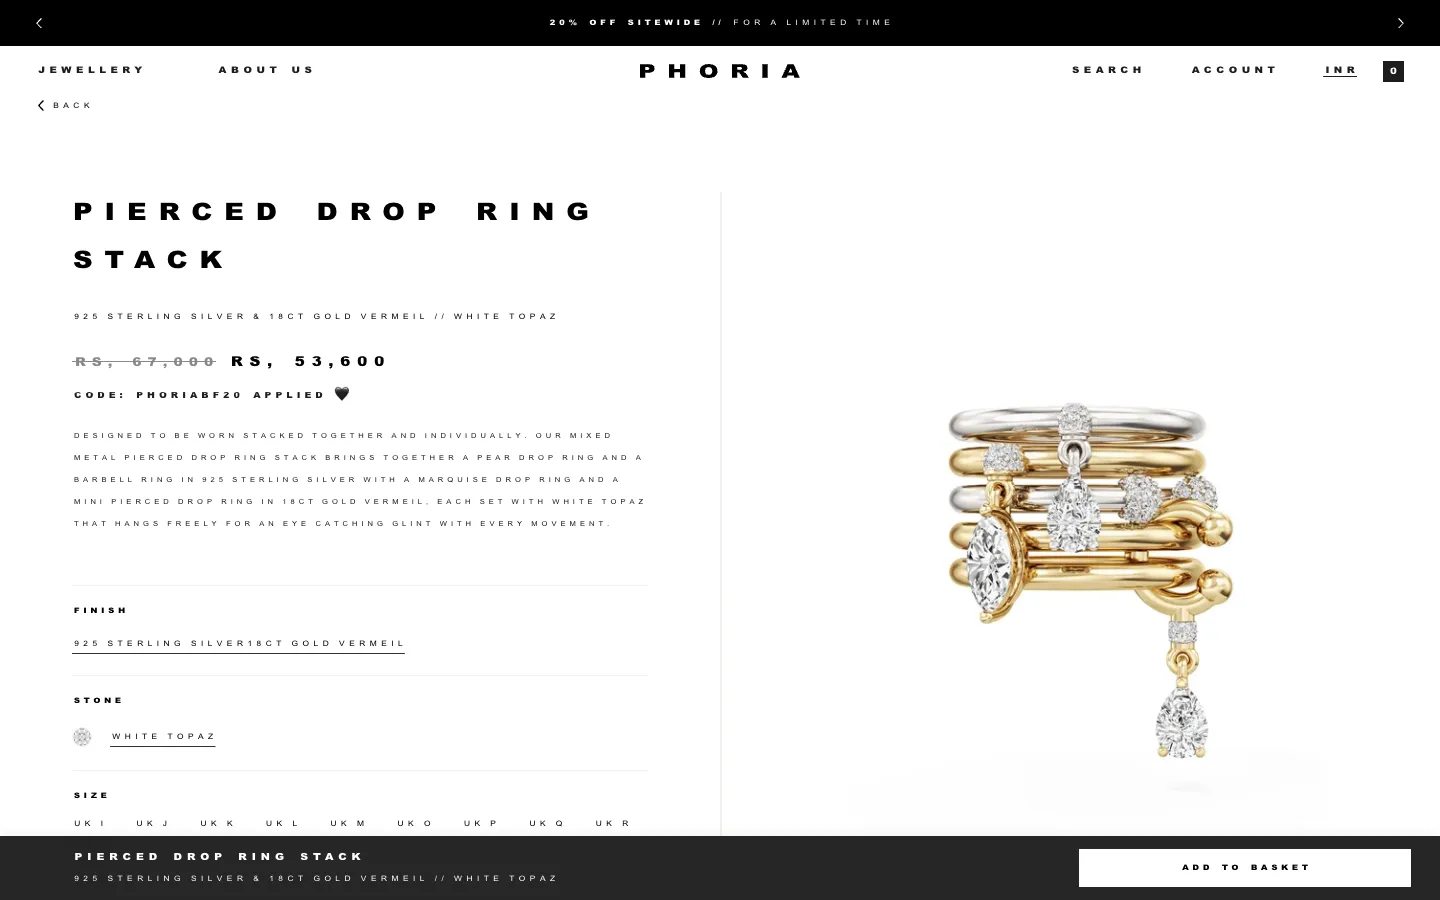 20% OFF SITEWIDE // FOR A LIMITED TIME
JEWELLERY
ABOUT US
PHORIA
SEARCH
ACCOUNT
INR
0
BACK
PIERCED DROP RING
STACK
925 STERLING SILVER & 18CT GOLD VERMEIL // WHITE TOPAZ
RS, 67,000 RS, 53,600
CODE: PHORIABF20 APPLIED 🖤
DESIGNED TO BE WORN STACKED TOGETHER AND INDIVIDUALLY. OUR MIXED
METAL PIERCED DROP RING STACK BRINGS TOGETHER A PEAR DROP RING AND A
BARBELL RING IN 925 STERLING SILVER WITH A MARQUISE DROP RING AND A
MINI PIERCED DROP RING IN 18CT GOLD VERMEIL, EACH SET WITH WHITE TOPAZ
THAT HANGS FREELY FOR AN EYE CATCHING GLINT WITH EVERY MOVEMENT.
FINISH
925 STERLING SILVER18CT GOLD VERMEIL
STONE
WHITE TOPAZ
SIZE
UK I UK J UK K UK L UK M UK O UK P UK Q UK R
PIERCED DROP RING STACK
925 STERLING SILVER & 18CT GOLD VERMEIL // WHITE TOPAZ
ADD TO BASKET